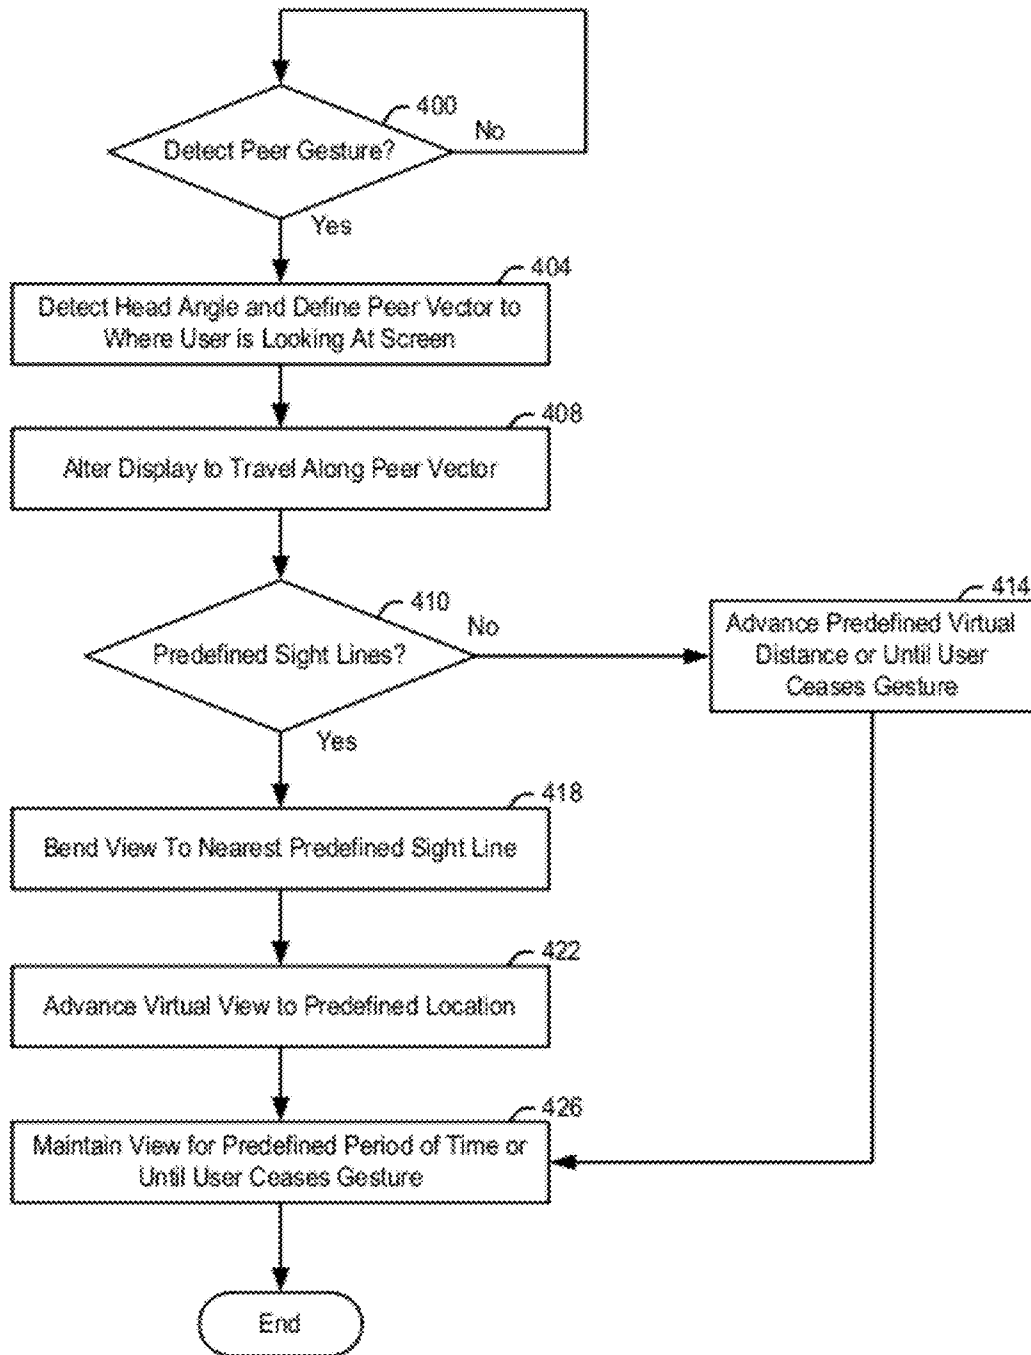 400
Detect Peer Gesture?
No
Yes
404
Detect Head Angle and Define Peer Vector to
Where User is Looking At Screen
408
Alter Display to Travel Along Peer Vector
410
Predefined Sight Lines?
No
Yes
414
Advance Predefined Virtual
Distance or Until User
Ceases Gesture
418
Bend View To Nearest Predefined Sight Line
422
Advance Virtual View to Predefined Location
426
Maintain View for Predefined Period of Time or
Until User Ceases Gesture
End